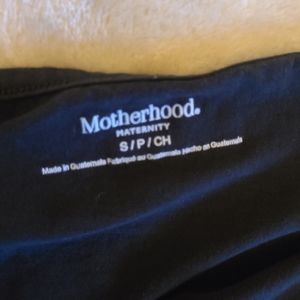 Motherhood.
MATERNITY
S/P/CH
Made in Guatemala Fabriqué au Guatemala Hecho en Guatemala